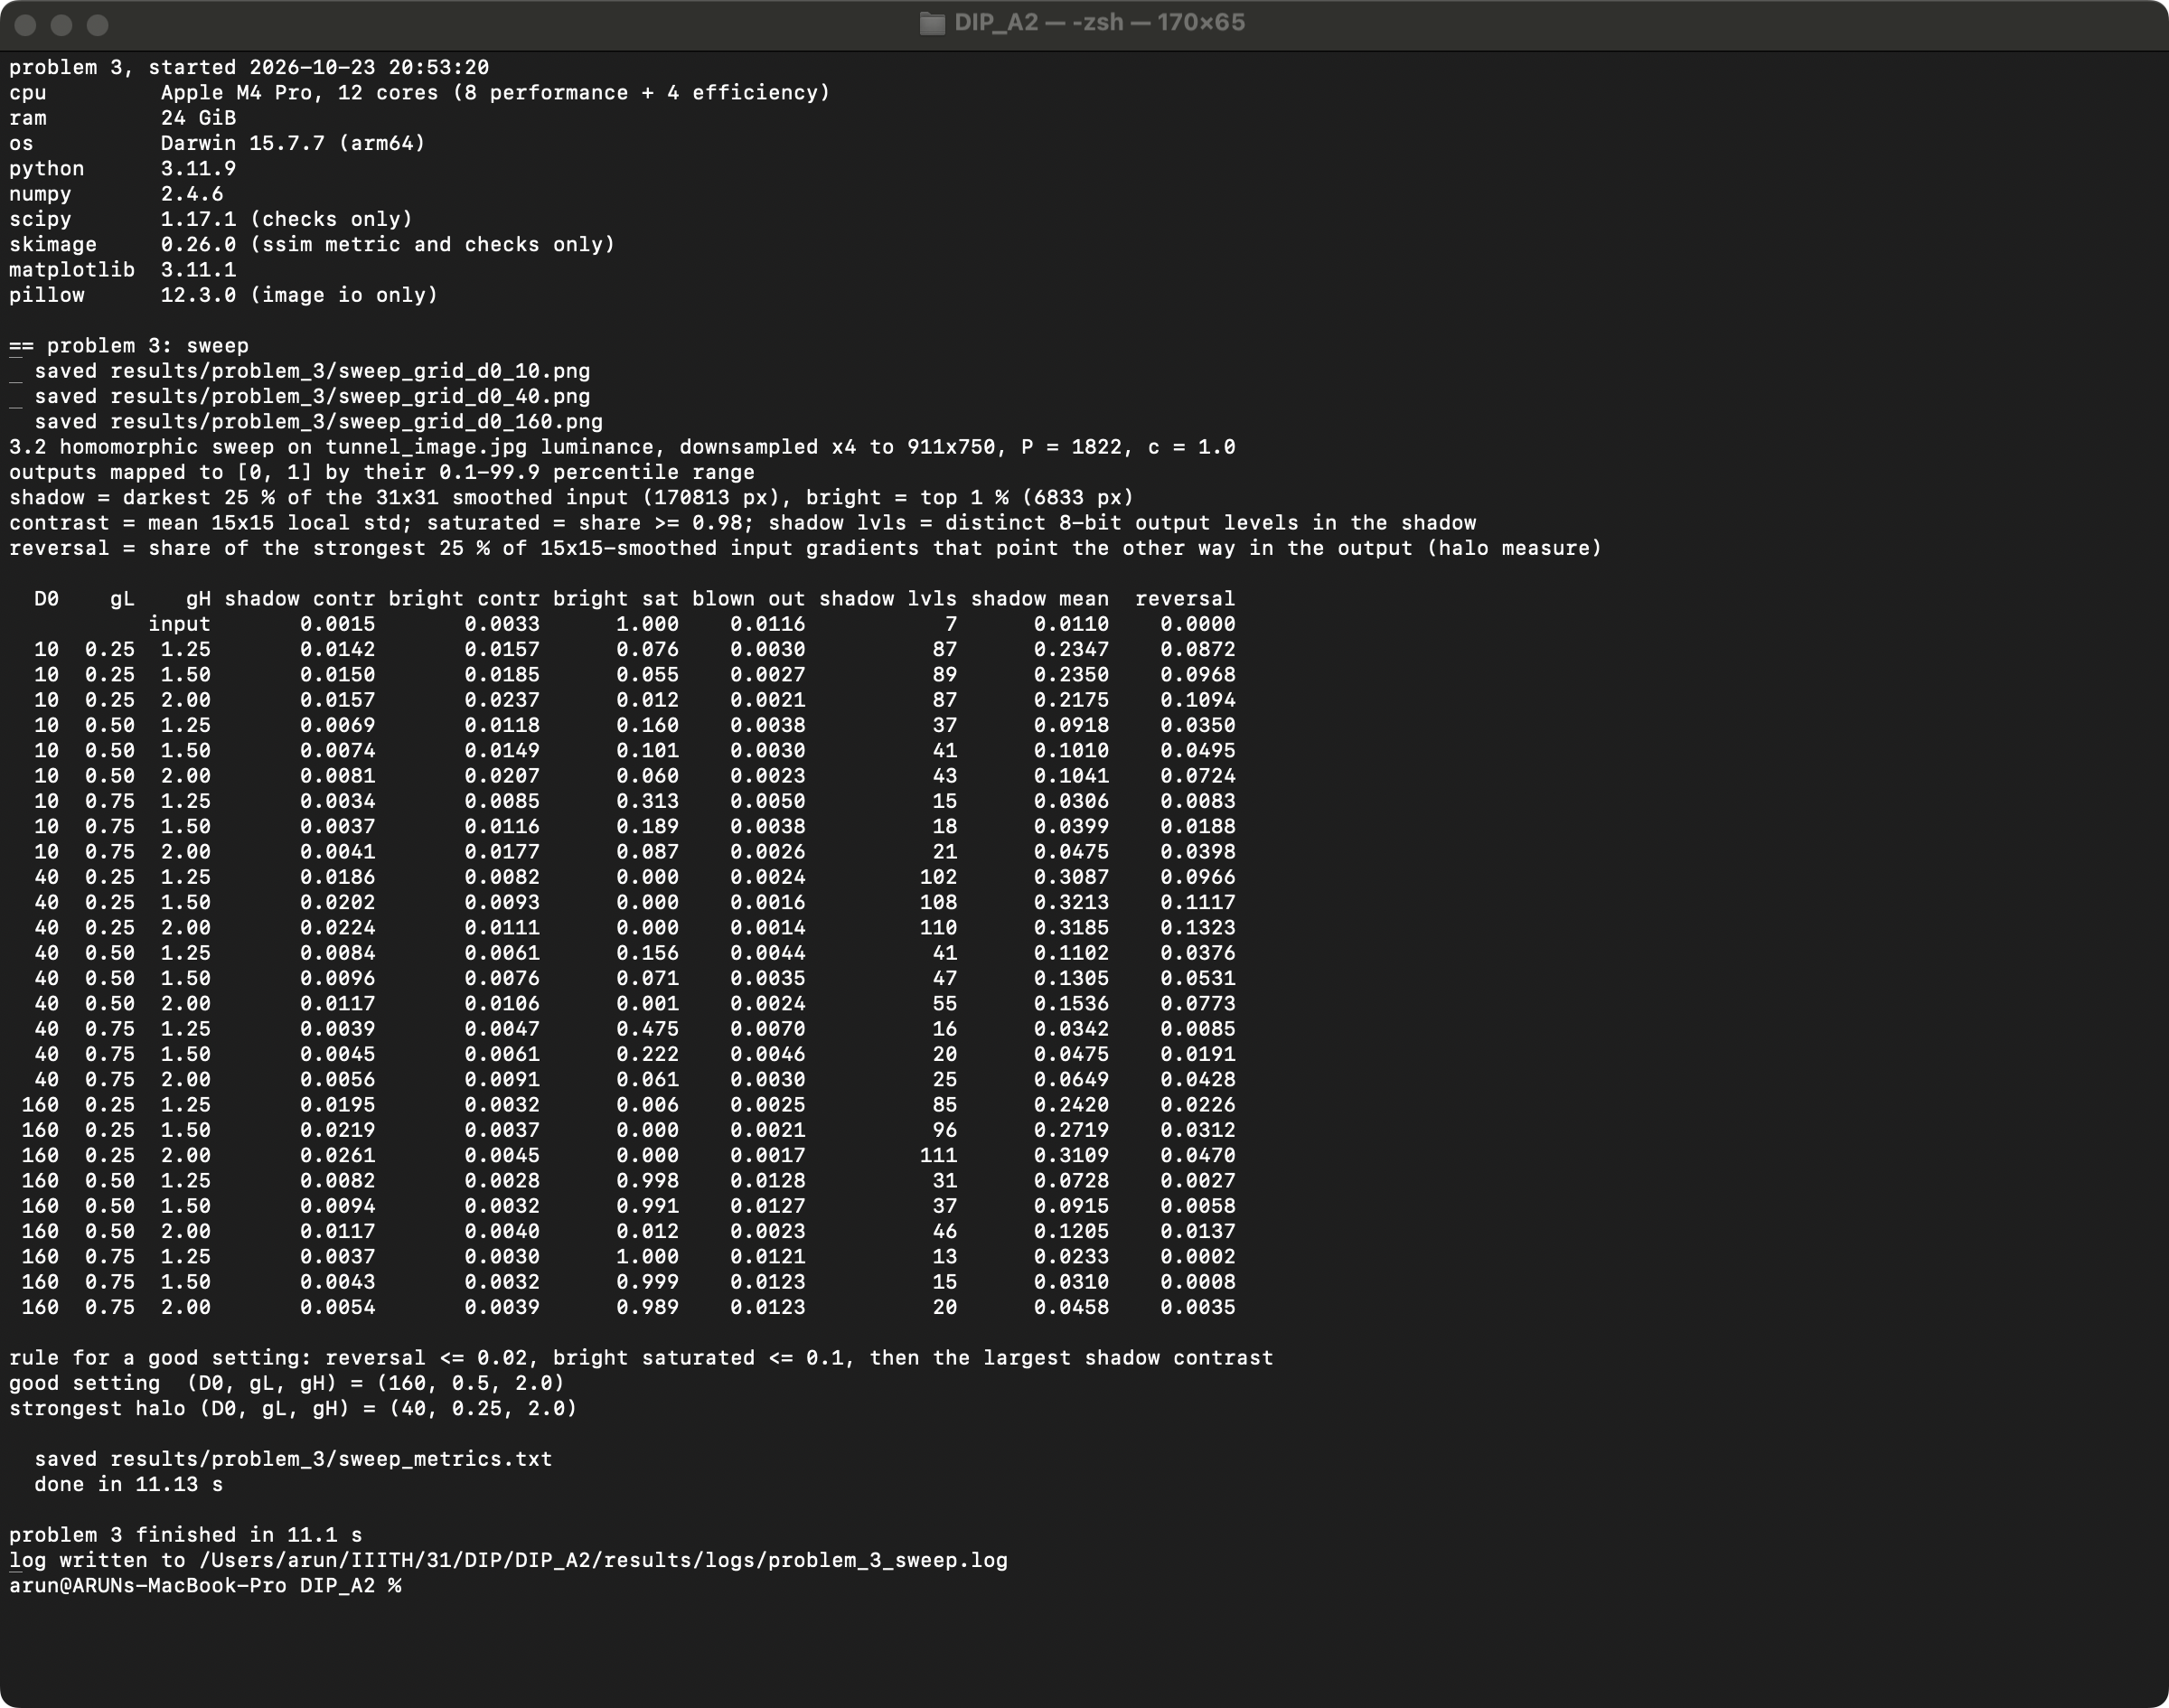 DIP_A2 — -zsh — 170×65
problem 3, started 2026-10-23 20:53:20
cpu         Apple M4 Pro, 12 cores (8 performance + 4 efficiency)
ram         24 GiB
os          Darwin 15.7.7 (arm64)
python      3.11.9
numpy       2.4.6
scipy       1.17.1 (checks only)
skimage     0.26.0 (ssim metric and checks only)
matplotlib  3.11.1
pillow      12.3.0 (image io only)

== problem 3: sweep
  saved results/problem_3/sweep_grid_d0_10.png
  saved results/problem_3/sweep_grid_d0_40.png
  saved results/problem_3/sweep_grid_d0_160.png
3.2 homomorphic sweep on tunnel_image.jpg luminance, downsampled x4 to 911x750, P = 1822, c = 1.0
outputs mapped to [0, 1] by their 0.1-99.9 percentile range
shadow = darkest 25 % of the 31x31 smoothed input (170813 px), bright = top 1 % (6833 px)
contrast = mean 15x15 local std; saturated = share >= 0.98; shadow lvls = distinct 8-bit output levels in the shadow
reversal = share of the strongest 25 % of 15x15-smoothed input gradients that point the other way in the output (halo measure)

  D0    gL    gH shadow contr bright contr bright sat blown out shadow lvls shadow mean  reversal
           input       0.0015       0.0033      1.000    0.0116           7      0.0110    0.0000
  10  0.25  1.25       0.0142       0.0157      0.076    0.0030          87      0.2347    0.0872
  10  0.25  1.50       0.0150       0.0185      0.055    0.0027          89      0.2350    0.0968
  10  0.25  2.00       0.0157       0.0237      0.012    0.0021          87      0.2175    0.1094
  10  0.50  1.25       0.0069       0.0118      0.160    0.0038          37      0.0918    0.0350
  10  0.50  1.50       0.0074       0.0149      0.101    0.0030          41      0.1010    0.0495
  10  0.50  2.00       0.0081       0.0207      0.060    0.0023          43      0.1041    0.0724
  10  0.75  1.25       0.0034       0.0085      0.313    0.0050          15      0.0306    0.0083
  10  0.75  1.50       0.0037       0.0116      0.189    0.0038          18      0.0399    0.0188
  10  0.75  2.00       0.0041       0.0177      0.087    0.0026          21      0.0475    0.0398
  40  0.25  1.25       0.0186       0.0082      0.000    0.0024         102      0.3087    0.0966
  40  0.25  1.50       0.0202       0.0093      0.000    0.0016         108      0.3213    0.1117
  40  0.25  2.00       0.0224       0.0111      0.000    0.0014         110      0.3185    0.1323
  40  0.50  1.25       0.0084       0.0061      0.156    0.0044          41      0.1102    0.0376
  40  0.50  1.50       0.0096       0.0076      0.071    0.0035          47      0.1305    0.0531
  40  0.50  2.00       0.0117       0.0106      0.001    0.0024          55      0.1536    0.0773
  40  0.75  1.25       0.0039       0.0047      0.475    0.0070          16      0.0342    0.0085
  40  0.75  1.50       0.0045       0.0061      0.222    0.0046          20      0.0475    0.0191
  40  0.75  2.00       0.0056       0.0091      0.061    0.0030          25      0.0649    0.0428
 160  0.25  1.25       0.0195       0.0032      0.006    0.0025          85      0.2420    0.0226
 160  0.25  1.50       0.0219       0.0037      0.000    0.0021          96      0.2719    0.0312
 160  0.25  2.00       0.0261       0.0045      0.000    0.0017         111      0.3109    0.0470
 160  0.50  1.25       0.0082       0.0028      0.998    0.0128          31      0.0728    0.0027
 160  0.50  1.50       0.0094       0.0032      0.991    0.0127          37      0.0915    0.0058
 160  0.50  2.00       0.0117       0.0040      0.012    0.0023          46      0.1205    0.0137
 160  0.75  1.25       0.0037       0.0030      1.000    0.0121          13      0.0233    0.0002
 160  0.75  1.50       0.0043       0.0032      0.999    0.0123          15      0.0310    0.0008
 160  0.75  2.00       0.0054       0.0039      0.989    0.0123          20      0.0458    0.0035

rule for a good setting: reversal <= 0.02, bright saturated <= 0.1, then the largest shadow contrast
good setting  (D0, gL, gH) = (160, 0.5, 2.0)
strongest halo (D0, gL, gH) = (40, 0.25, 2.0)

  saved results/problem_3/sweep_metrics.txt
  done in 11.13 s

problem 3 finished in 11.1 s
log written to /Users/arun/IIITH/31/DIP/DIP_A2/results/logs/problem_3_sweep.log
arun@ARUNs-MacBook-Pro DIP_A2 %